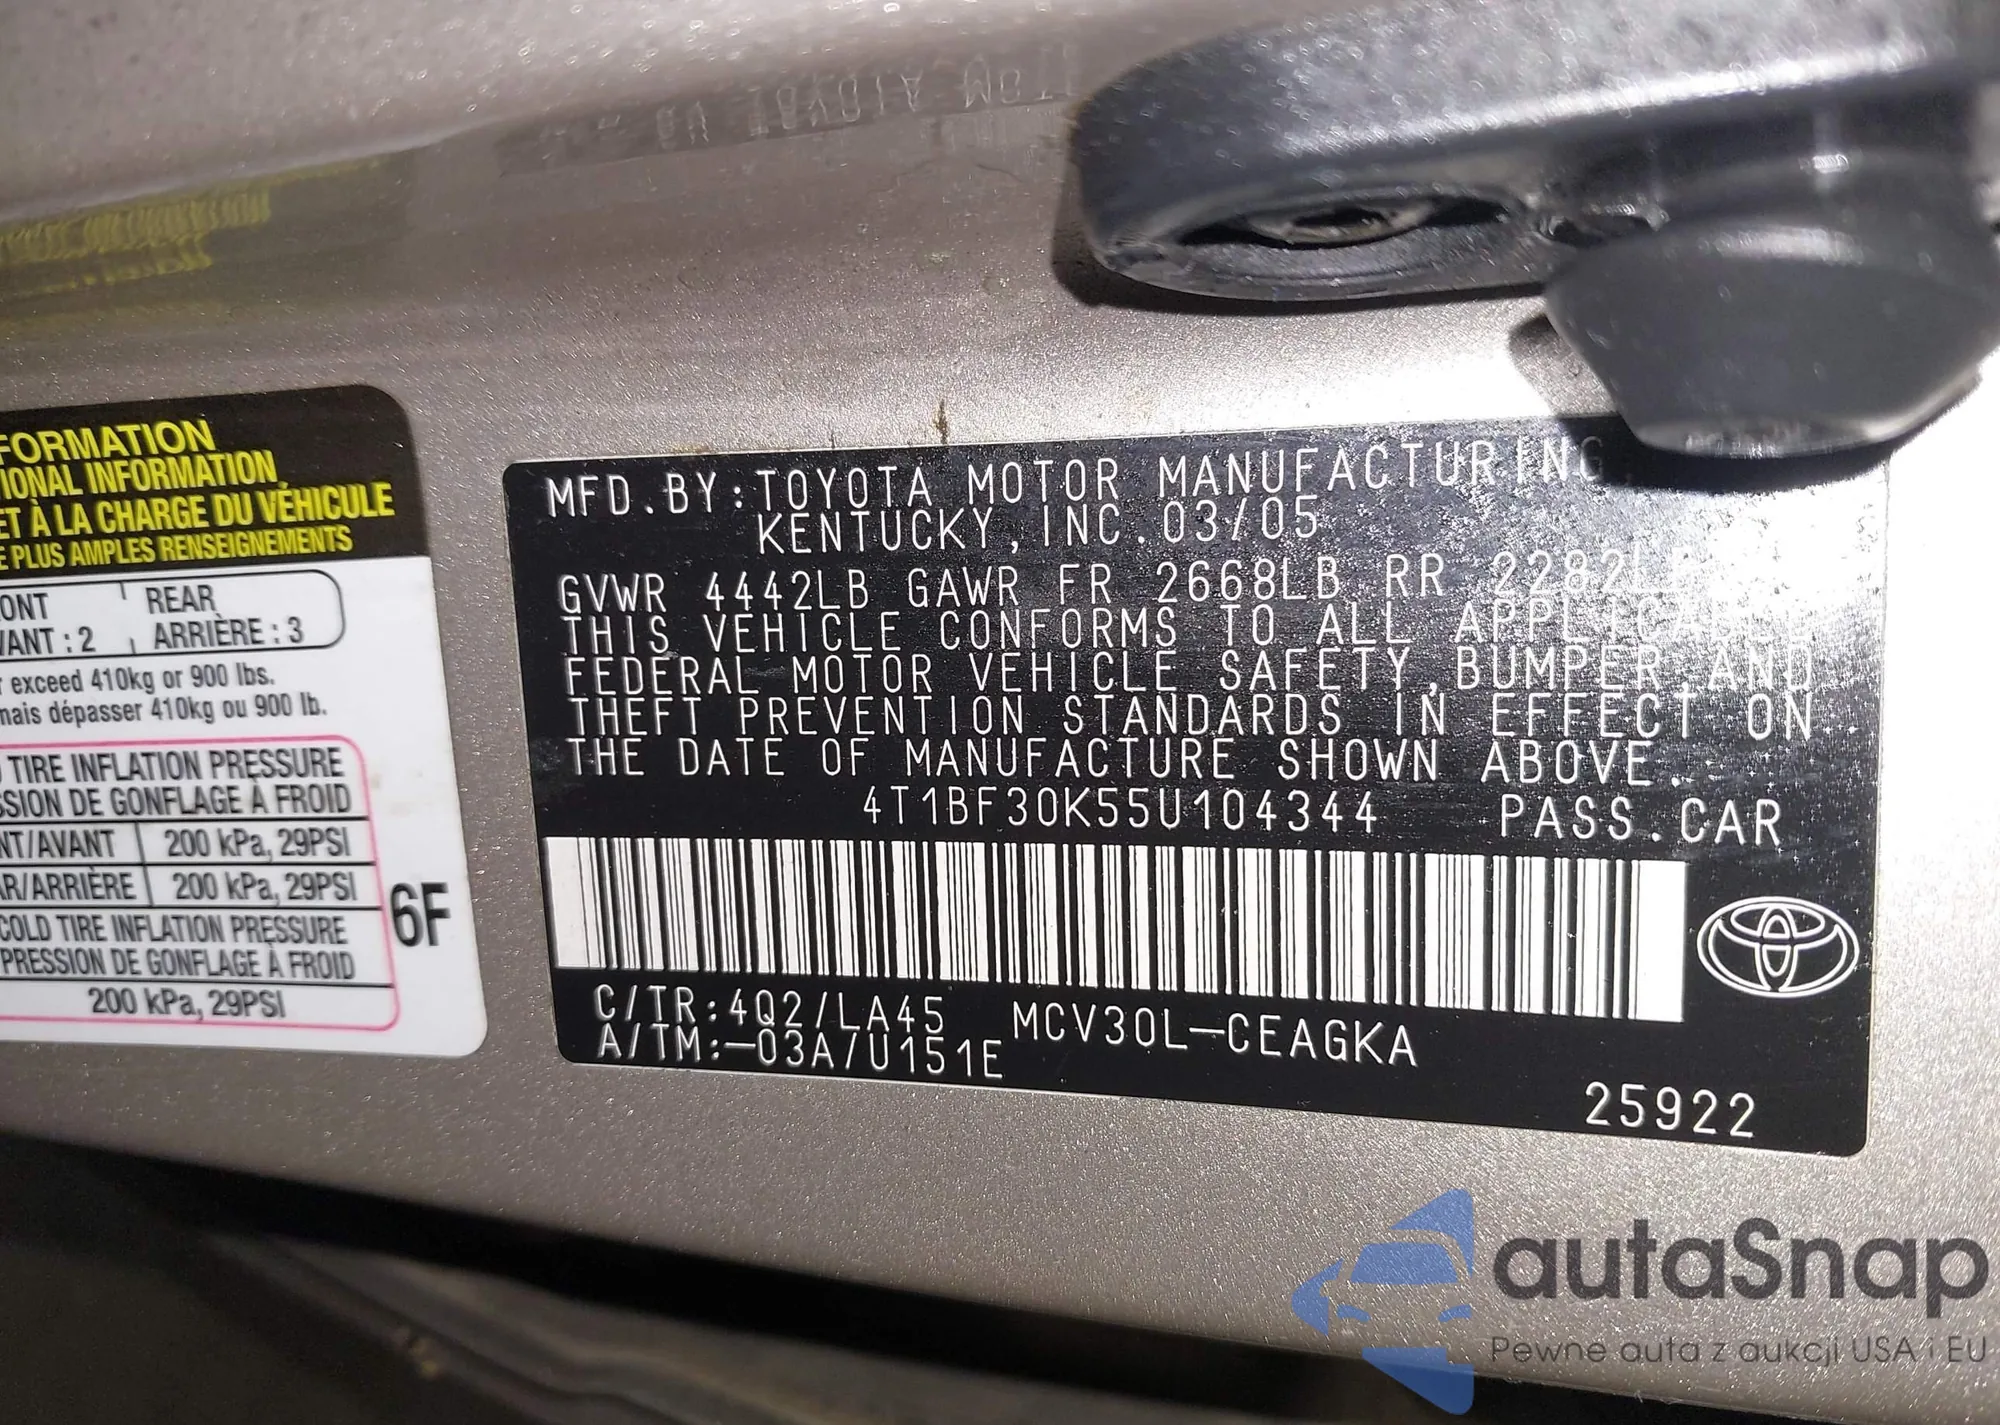 FORMATION
IONAL INFORMATION
ET À LA CHARGE DU VÉHICULE
E PLUS AMPLES RENSEIGNEMENTS
ONT REAR
VANT : 2 ARRIÈRE : 3
r exceed 410kg or 900 lbs.
mais dépasser 410kg ou 900 lb.
TIRE INFLATION PRESSURE
SSION DE GONFLAGE À FROID
NT/AVANT 200 kPa, 29PSI
AR/ARRIÈRE 200 kPa, 29PSI
COLD TIRE INFLATION PRESSURE
PRESSION DE GONFLAGE À FROID
200 kPa, 29PSI
6F
MFD.BY:TOYOTA MOTOR MANUFACTURING
KENTUCKY,INC.03/05
GVWR 4442LB GAWR FR 2668LB RR 2282LB
THIS VEHICLE CONFORMS TO ALL APPLICABLE
FEDERAL MOTOR VEHICLE SAFETY,BUMPER,AND
THEFT PREVENTION STANDARDS IN EFFECT ON
THE DATE OF MANUFACTURE SHOWN ABOVE.
4T1BF30K55U104344 PASS.CAR
C/TR:4Q2/LA45 MCV30L-CEAGKA
A/TM:-03A/U151E
25922
autaSnap
Pewne auta z aukcji USA i EU